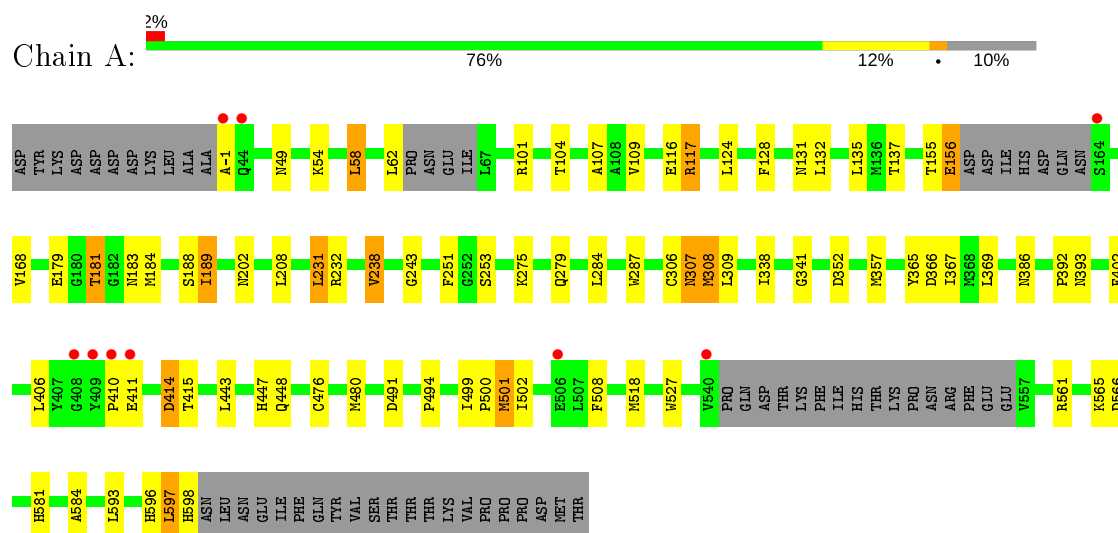 2%
Chain A:
76% 12% • 10%
ASP TYR LYS ASP ASP ASP ASP LYS LEU ALA ALA A-1 Q44 N49 K54 L58 L62 PRO ASN GLU ILE L67 R101 T104 A107 A108 V109 E116 R117 L124 F128 N131 L132 L135 M136 T137 T155 E156 ASP ASP ILE HIS ASP GLN ASN S164
V168 E179 G180 T181 G182 N183 M184 S188 I189 N202 L208 L231 R232 V238 G243 F251 G252 S253 K275 Q279 L284 W287 C306 N307 M308 L309 I338 G341 D352 M357 Y365 D366 I367 M368 L369 N386 P392 N393
L406 Y407 G408 Y409 P410 E411 D414 T415 L443 H447 Q448 C476 M480 D491 P494 I499 P500 M501 I502 E506 L507 F508 M518 W527 V540 PRO GLN ASP THR LYS PHE ILE HIS THR LYS PRO ASN ARG PHE GLU GLU V557 R561 K565 D566
H581 A584 L593 H596 L597 H598 ASN LEU ASN GLU ILE PHE GLN TYR VAL SER THR THR THR LYS VAL PRO PRO PRO ASP MET THR